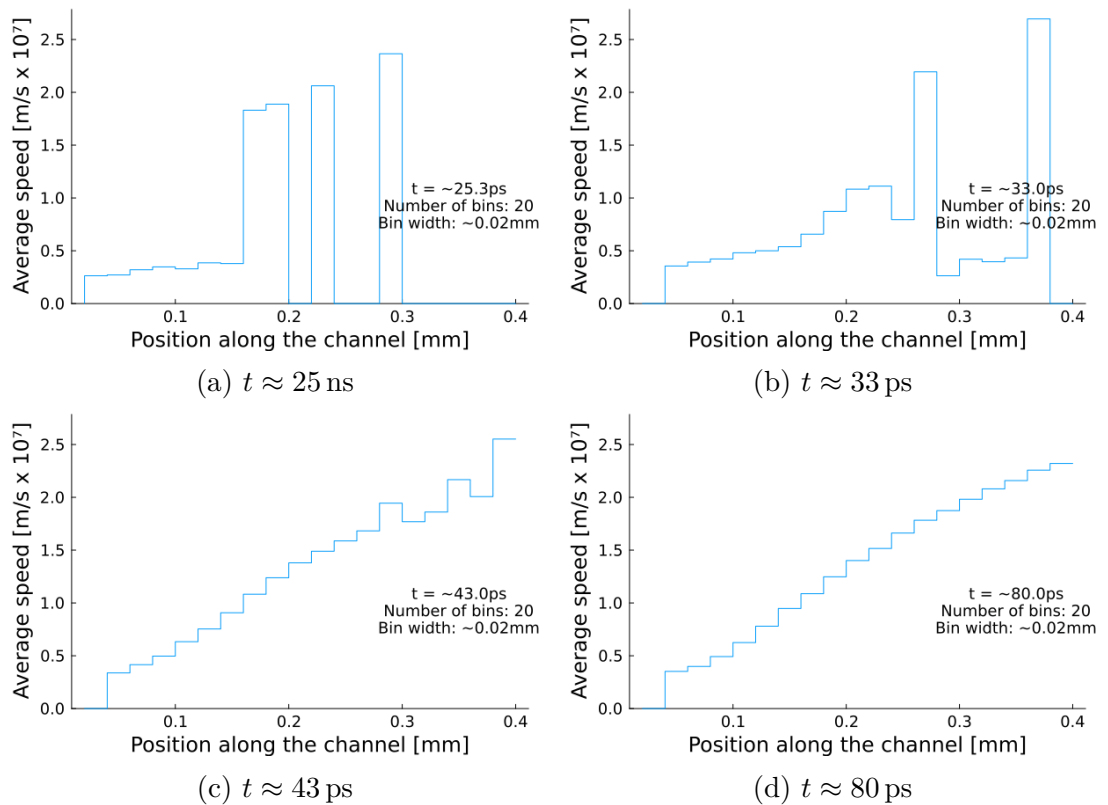 Average speed [m/s x 10⁷]
2.5
2.0
1.5
1.0
0.5
0.0
t = ~25.3ps
Number of bins: 20
Bin width: ~0.02mm
0.1 0.2 0.3 0.4
Position along the channel [mm]
(a) t ≈ 25 ns
Average speed [m/s x 10⁷]
2.5
2.0
1.5
1.0
0.5
0.0
t = ~33.0ps
Number of bins: 20
Bin width: ~0.02mm
0.1 0.2 0.3 0.4
Position along the channel [mm]
(b) t ≈ 33 ps
Average speed [m/s x 10⁷]
2.5
2.0
1.5
1.0
0.5
0.0
t = ~43.0ps
Number of bins: 20
Bin width: ~0.02mm
0.1 0.2 0.3 0.4
Position along the channel [mm]
(c) t ≈ 43 ps
Average speed [m/s x 10⁷]
2.5
2.0
1.5
1.0
0.5
0.0
t = ~80.0ps
Number of bins: 20
Bin width: ~0.02mm
0.1 0.2 0.3 0.4
Position along the channel [mm]
(d) t ≈ 80 ps